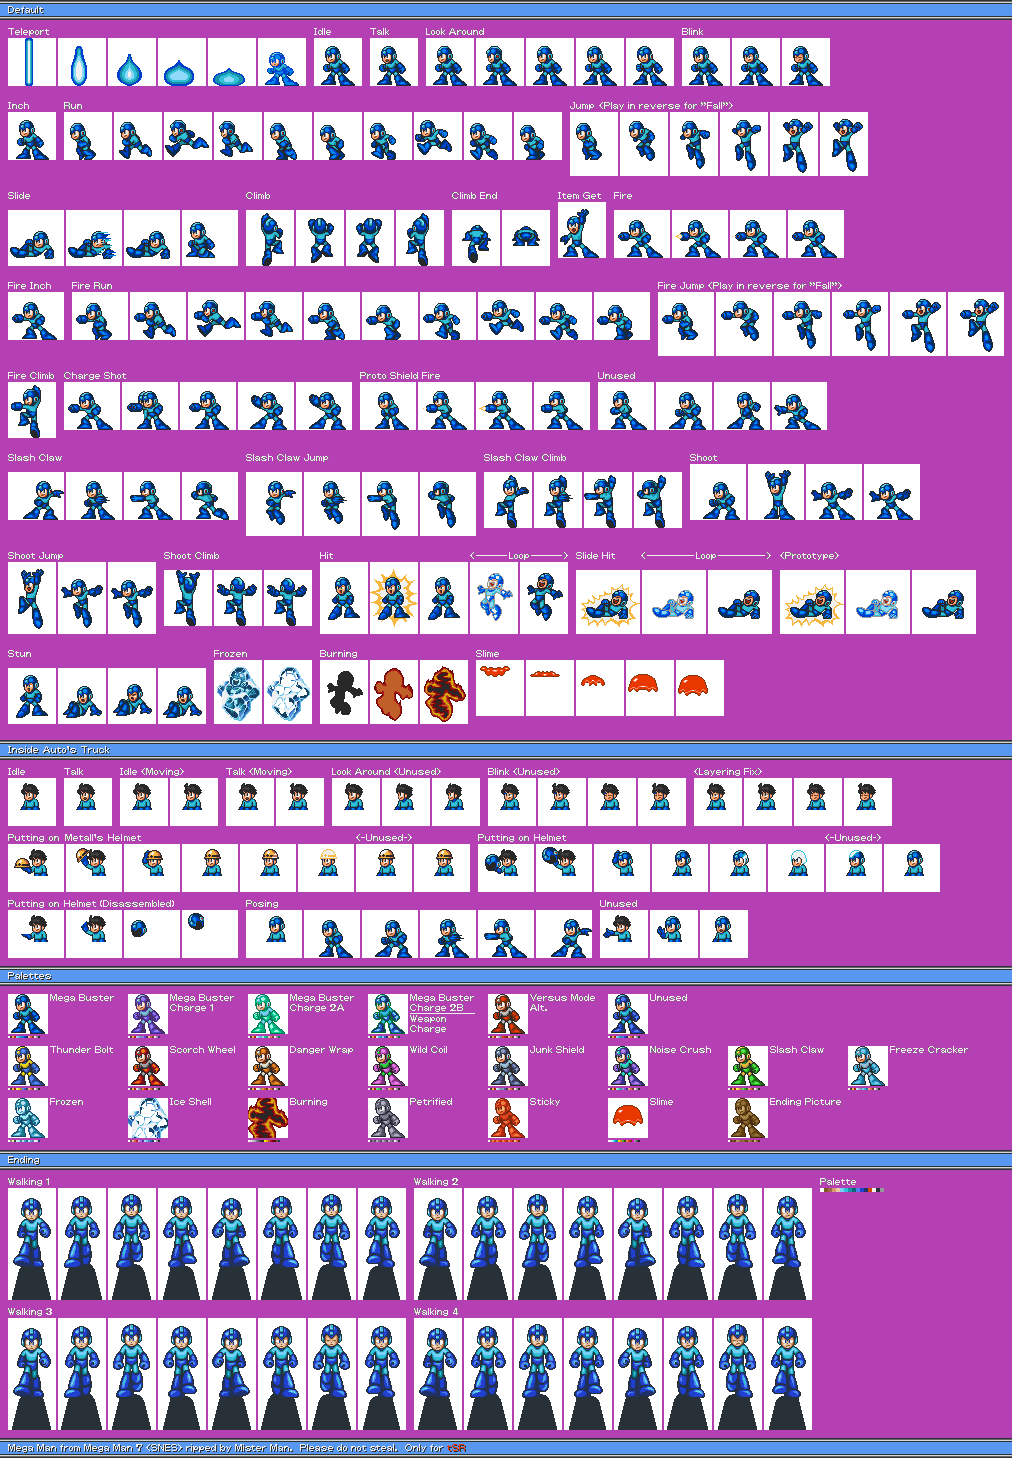 Default
Teleport Idle Talk Look Around Blink
Inch Run Jump <Play in reverse for "Fall">
Slide Climb Climb End Item Get Fire
Fire Inch Fire Run Fire Jump <Play in reverse for "Fall">
Fire Climb Charge Shot Proto Shield Fire Unused
Slash Claw Slash Claw Jump Slash Claw Climb Shoot
Shoot Jump Shoot Climb Hit <-----Loop-----> Slide Hit <-----Loop-----> <Prototype>
Stun Frozen Burning Slime
Inside Auto's Truck
Idle Talk Idle <Moving> Talk <Moving> Look Around <Unused> Blink <Unused> <Layering Fix>
Putting on Metall's Helmet <-Unused-> Putting on Helmet <-Unused->
Putting on Helmet (Disassembled) Posing Unused
Palettes
Mega Buster
Mega Buster
Charge 1
Mega Buster
Charge 2A
Mega Buster
Charge 2B
Weapon
Charge
Versus Mode
Alt.
Unused
Thunder Bolt Scorch Wheel Danger Wrap Wild Coil Junk Shield Noise Crush Slash Claw Freeze Cracker
Frozen Ice Shell Burning Petrified Sticky Slime Ending Picture
Ending
Walking 1 Walking 2 Palette
Walking 3 Walking 4
Mega Man from Mega Man 7 <SNES> ripped by Mister Man. Please do not steal. Only for tSR